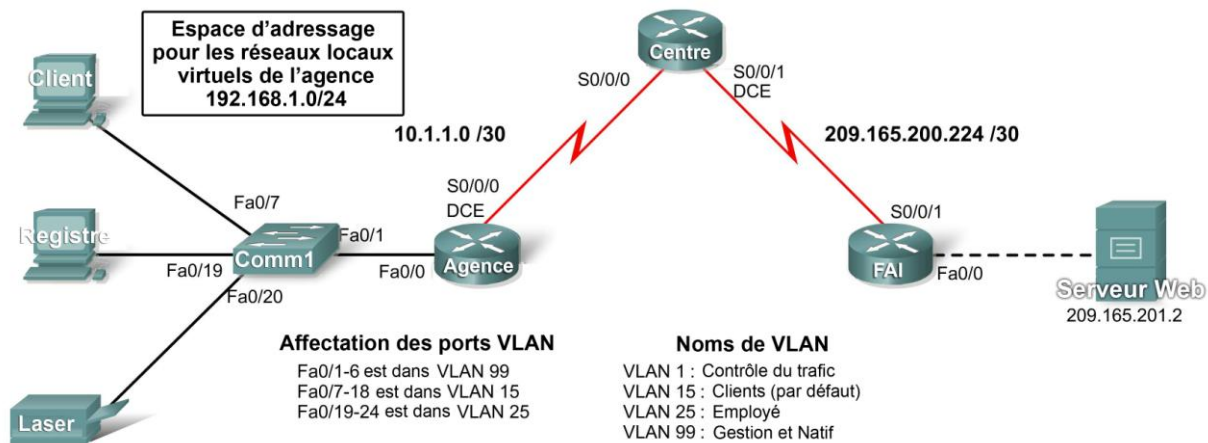 Espace d'adressage
pour les réseaux locaux
virtuels de l'agence
192.168.1.0/24
Client
Centre
S0/0/0
S0/0/1
DCE
10.1.1.0 /30
209.165.200.224 /30
Fa0/7
S0/0/0
DCE
S0/0/1
Registre
Fa0/1
Comm1
Fa0/19
Fa0/0
Agence
FAI
Fa0/0
Serveur Web
209.165.201.2
Fa0/20
Laser
Affectation des ports VLAN
Fa0/1-6 est dans VLAN 99
Fa0/7-18 est dans VLAN 15
Fa0/19-24 est dans VLAN 25
Noms de VLAN
VLAN 1 : Contrôle du trafic
VLAN 15 : Clients (par défaut)
VLAN 25 : Employé
VLAN 99 : Gestion et Natif